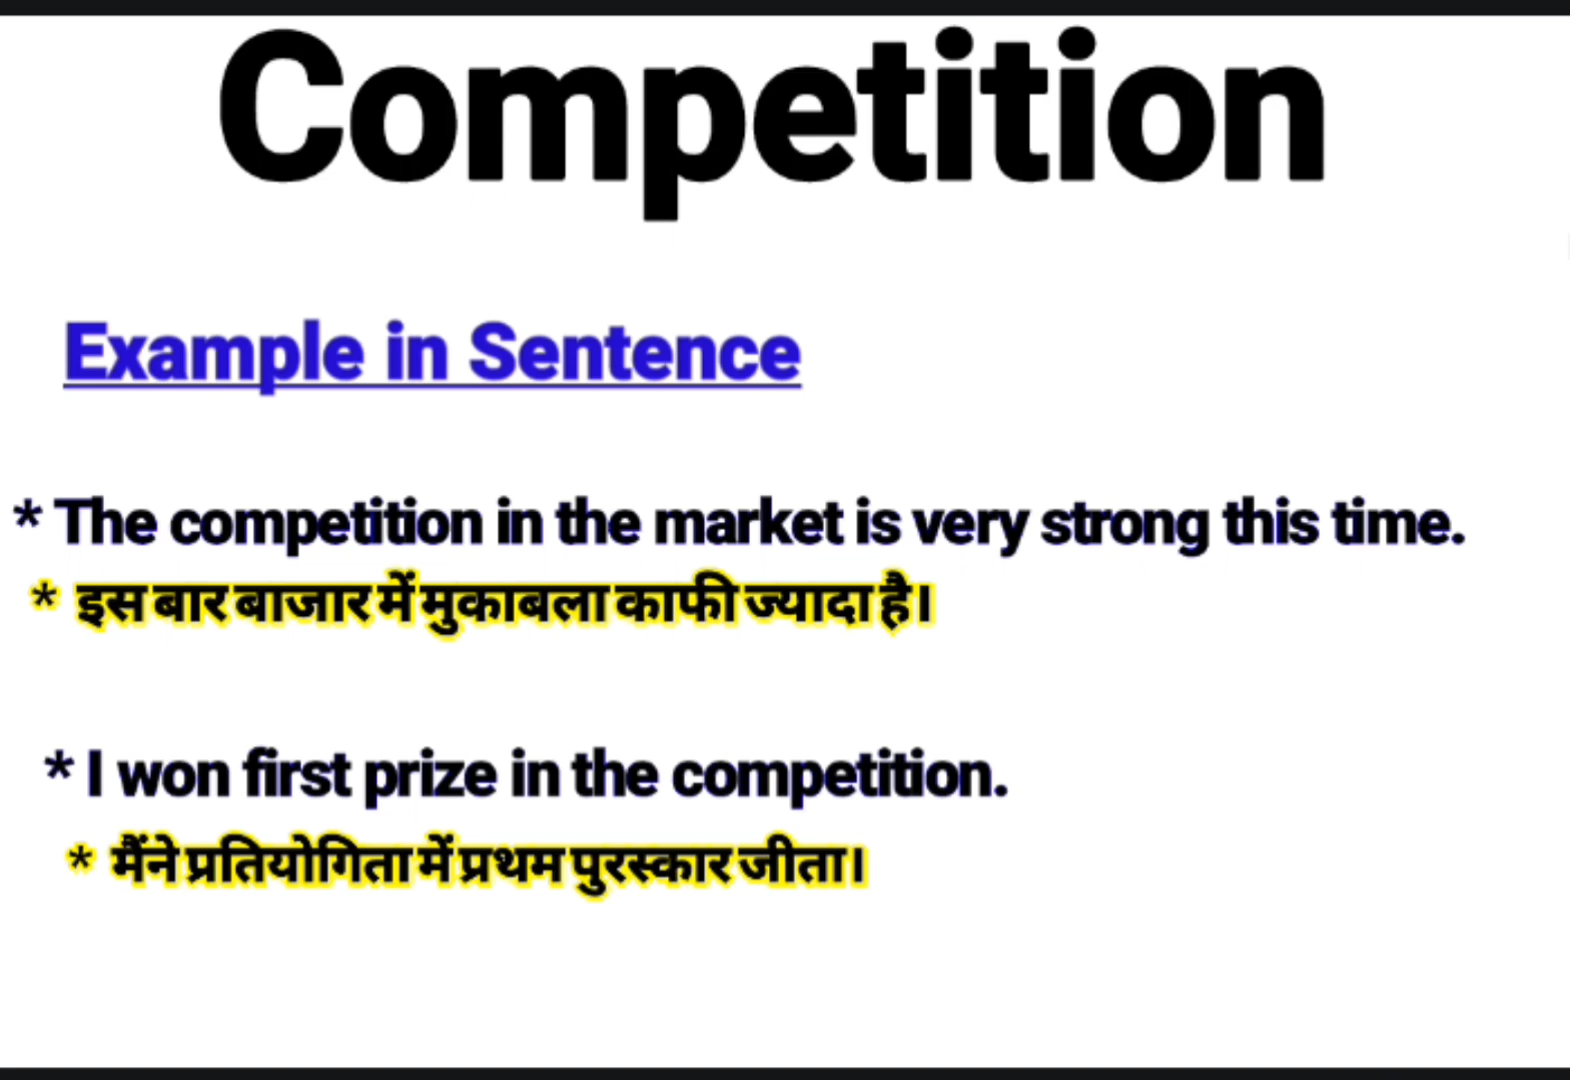 Competition
Example in Sentence
* The competition in the market is very strong this time.
* इस बार बाजार में मुकाबला काफी ज्यादा है।
* I won first prize in the competition.
* मैंने प्रतियोगिता में प्रथम पुरस्कार जीता।